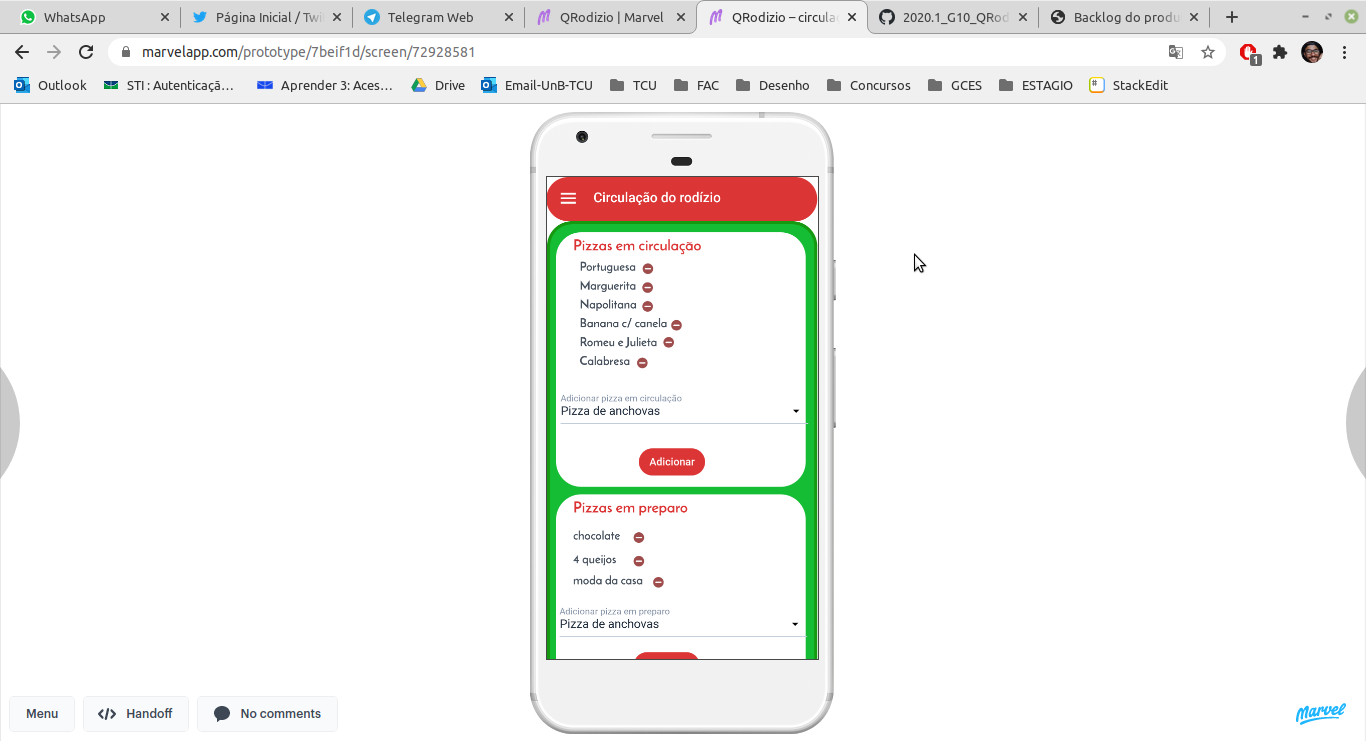 WhatsApp
Página Inicial / Twi
Telegram Web
QRodizio | Marvel
QRodizio – circula
2020.1_G10_QRod
Backlog do produ
marvelapp.com/prototype/7beif1d/screen/72928581
1
Outlook
STI : Autenticaçã...
Aprender 3: Aces...
Drive
Email-UnB-TCU
TCU
FAC
Desenho
Concursos
GCES
ESTAGIO
StackEdit
Circulação do rodízio
Pizzas em circulação
Portuguesa
Marguerita
Napolitana
Banana c/ canela
Romeu e Julieta
Calabresa
Adicionar pizza em circulação
Pizza de anchovas
Adicionar
Pizzas em preparo
chocolate
4 queijos
moda da casa
Adicionar pizza em preparo
Pizza de anchovas
Menu
Handoff
No comments
Marvel